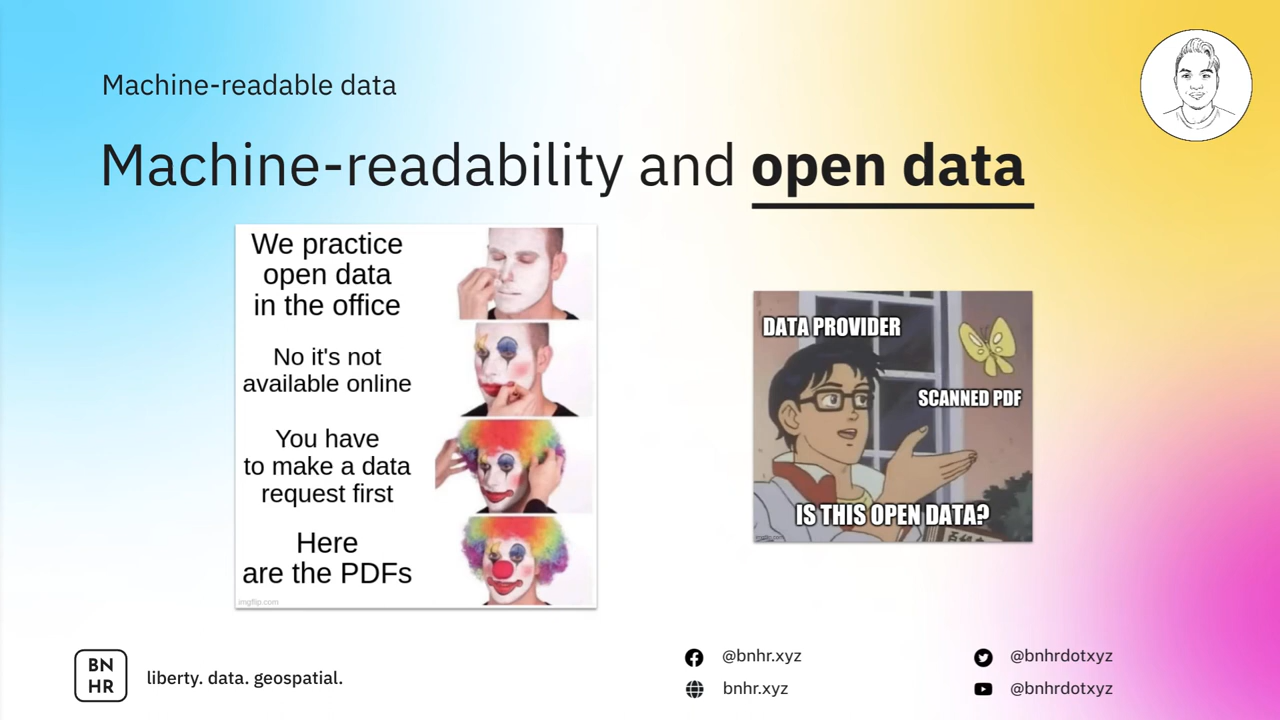 Machine-readable data
Machine-readability and open data
We practice
open data
in the office
No it's not
available online
You have
to make a data
request first
Here
are the PDFs
imgflip.com
DATA PROVIDER
SCANNED PDF
IS THIS OPEN DATA?
imgflip.com
BN
HR
liberty. data. geospatial.
@bnhr.xyz
bnhr.xyz
@bnhrdotxyz
@bnhrdotxyz